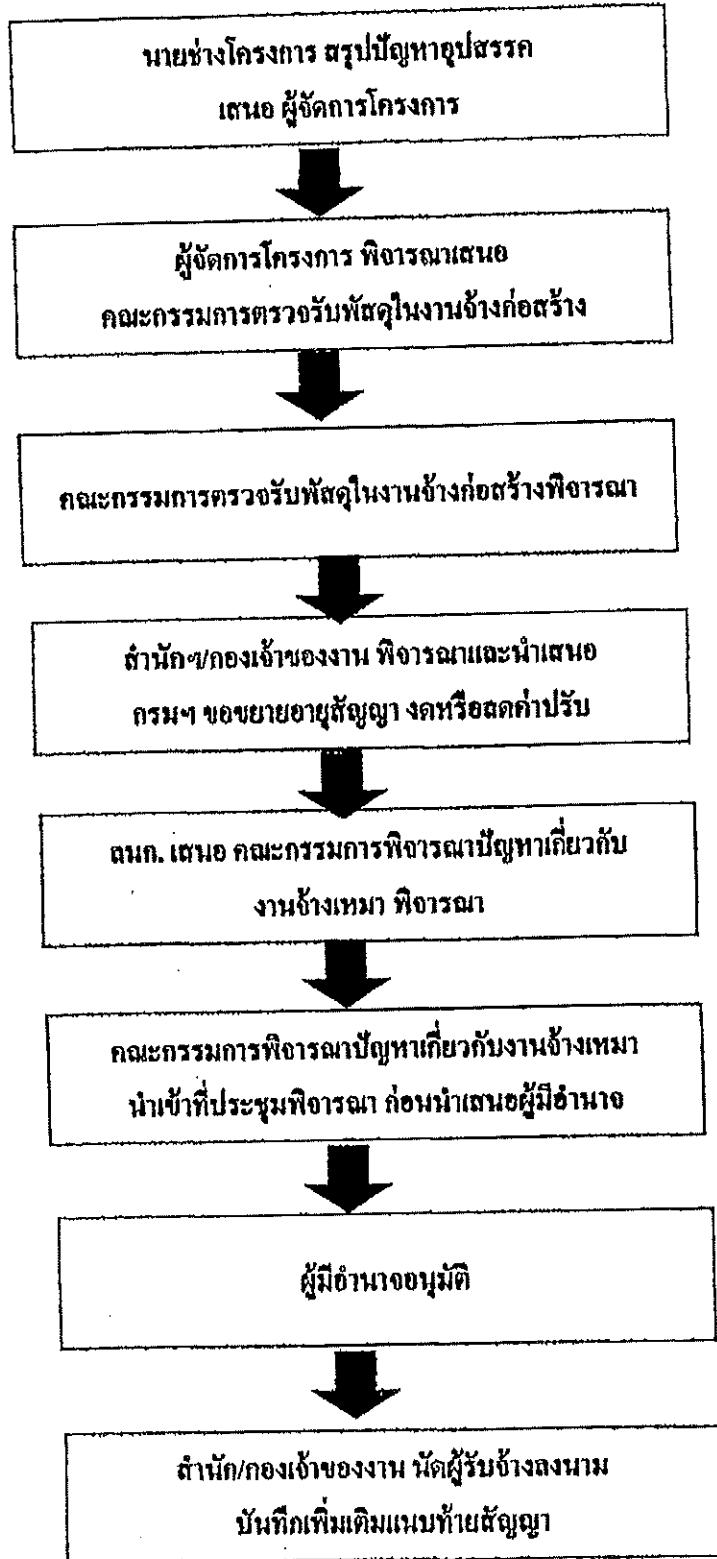 นายช่างโครงการ สรุปปัญหาอุปสรรค
เสนอ ผู้จัดการโครงการ
ผู้จัดการโครงการ พิจารณาเสนอ
คณะกรรมการตรวจรับพัสดุในงานจ้างก่อสร้าง
คณะกรรมการตรวจรับพัสดุในงานจ้างก่อสร้างพิจารณา
สำนักฯ/กองเจ้าของงาน พิจารณาและนำเสนอ
กรมฯ ขอขยายอายุสัญญา งดหรือลดค่าปรับ
ลนก. เสนอ คณะกรรมการพิจารณาปัญหาเกี่ยวกับ
งานจ้างเหมา พิจารณา
คณะกรรมการพิจารณาปัญหาเกี่ยวกับงานจ้างเหมา
นำเข้าที่ประชุมพิจารณา ก่อนนำเสนอผู้มีอำนาจ
ผู้มีอำนาจอนุมัติ
สำนัก/กองเจ้าของงาน นัดผู้รับจ้างลงนาม
บันทึกเพิ่มเติมแนบท้ายสัญญา